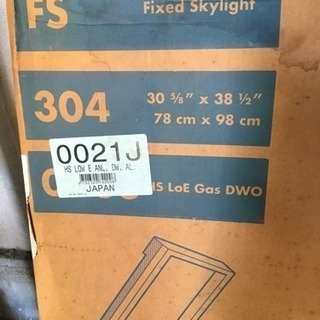 FS
Fixed Skylight
304
30 5/8" x 38 1/2"
78 cm x 98 cm
0021J
HS LOW E ANL. DW. AL.
JAPAN
HS LoE Gas DWO